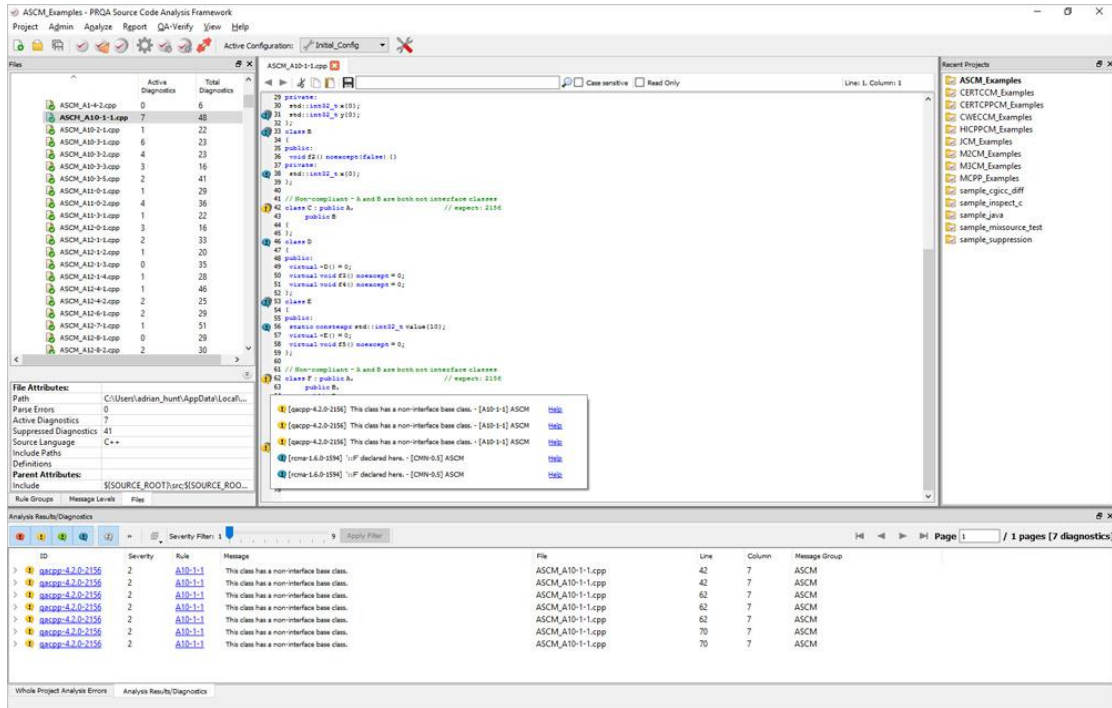 ASCM_Examples - PRQA Source Code Analysis Framework
Project Admin Analyze Report QA-Verify View Help
Active Configuration: Initial_Config
Files
Active Diagnostics Total Diagnostics
ASCM_A1-4-2.cpp 0 6
ASCM_A10-1-1.cpp 7 48
ASCM_A10-2-1.cpp 1 22
ASCM_A10-3-1.cpp 6 23
ASCM_A10-3-2.cpp 4 23
ASCM_A10-3-3.cpp 3 16
ASCM_A10-3-5.cpp 2 41
ASCM_A11-0-1.cpp 1 29
ASCM_A11-0-2.cpp 4 36
ASCM_A11-3-1.cpp 1 22
ASCM_A12-0-1.cpp 3 16
ASCM_A12-1-1.cpp 2 33
ASCM_A12-1-2.cpp 1 20
ASCM_A12-1-3.cpp 0 35
ASCM_A12-1-4.cpp 1 28
ASCM_A12-4-1.cpp 1 46
ASCM_A12-4-2.cpp 2 25
ASCM_A12-6-1.cpp 2 29
ASCM_A12-7-1.cpp 1 51
ASCM_A12-8-1.cpp 0 29
ASCM_A12-8-2.cpp 2 30
File Attributes:
Path C:\Users\adrian_hunt\AppData\Local\...
Parse Errors 0
Active Diagnostics 7
Suppressed Diagnostics 41
Source Language C++
Include Paths
Definitions
Parent Attributes:
Include $(SOURCE_ROOT)\src;$(SOURCE_ROO...
Rule Groups Message Levels Files
ASCM_A10-1-1.cpp
Case sensitive Read Only Line: 1, Column: 1
29 private:
30 std::int32_t x{0};
31 std::int32_t y{0};
32 };
33 class B
34 {
35 public:
36 void f2() noexcept(false) {}
37 private:
38 std::int32_t x{0};
39 };
40
41 // Non-compliant - A and B are both not interface classes
42 class C : public A, // expect: 2156
43 public B
44 {
45 };
46 class D
47 {
48 public:
49 virtual ~D() = 0;
50 virtual void f3() noexcept = 0;
51 virtual void f4() noexcept = 0;
52 };
53 class E
54 {
55 public:
56 static constexpr std::int32_t value{10};
57 virtual ~E() = 0;
58 virtual void f5() noexcept = 0;
59 };
60
61 // Non-compliant - A and B are both not interface classes
62 class F : public A, // expect: 2156
63 public B,
[qacpp-4.2.0-2156] This class has a non-interface base class. - [A10-1-1] ASCM Help
[qacpp-4.2.0-2156] This class has a non-interface base class. - [A10-1-1] ASCM Help
[qacpp-4.2.0-2156] This class has a non-interface base class. - [A10-1-1] ASCM Help
[rcma-1.6.0-1594] '::F' declared here. - [CMN-0.5] ASCM Help
[rcma-1.6.0-1594] '::F' declared here. - [CMN-0.5] ASCM Help
Recent Projects
ASCM_Examples
CERTCCM_Examples
CERTCPPCM_Examples
CWECCM_Examples
HICPPCM_Examples
JCM_Examples
M2CM_Examples
M3CM_Examples
MCPP_Examples
sample_cgicc_diff
sample_inspect_c
sample_java
sample_mixsource_test
sample_suppression
Analysis Results/Diagnostics
Severity Filter: 1 9 Apply Filter Page 1 / 1 pages [7 diagnostics]
ID Severity Rule Message File Line Column Message Group
qacpp-4.2.0-2156 2 A10-1-1 This class has a non-interface base class. ASCM_A10-1-1.cpp 42 7 ASCM
qacpp-4.2.0-2156 2 A10-1-1 This class has a non-interface base class. ASCM_A10-1-1.cpp 42 7 ASCM
qacpp-4.2.0-2156 2 A10-1-1 This class has a non-interface base class. ASCM_A10-1-1.cpp 62 7 ASCM
qacpp-4.2.0-2156 2 A10-1-1 This class has a non-interface base class. ASCM_A10-1-1.cpp 62 7 ASCM
qacpp-4.2.0-2156 2 A10-1-1 This class has a non-interface base class. ASCM_A10-1-1.cpp 62 7 ASCM
qacpp-4.2.0-2156 2 A10-1-1 This class has a non-interface base class. ASCM_A10-1-1.cpp 70 7 ASCM
qacpp-4.2.0-2156 2 A10-1-1 This class has a non-interface base class. ASCM_A10-1-1.cpp 70 7 ASCM
Whole Project Analysis Errors Analysis Results/Diagnostics